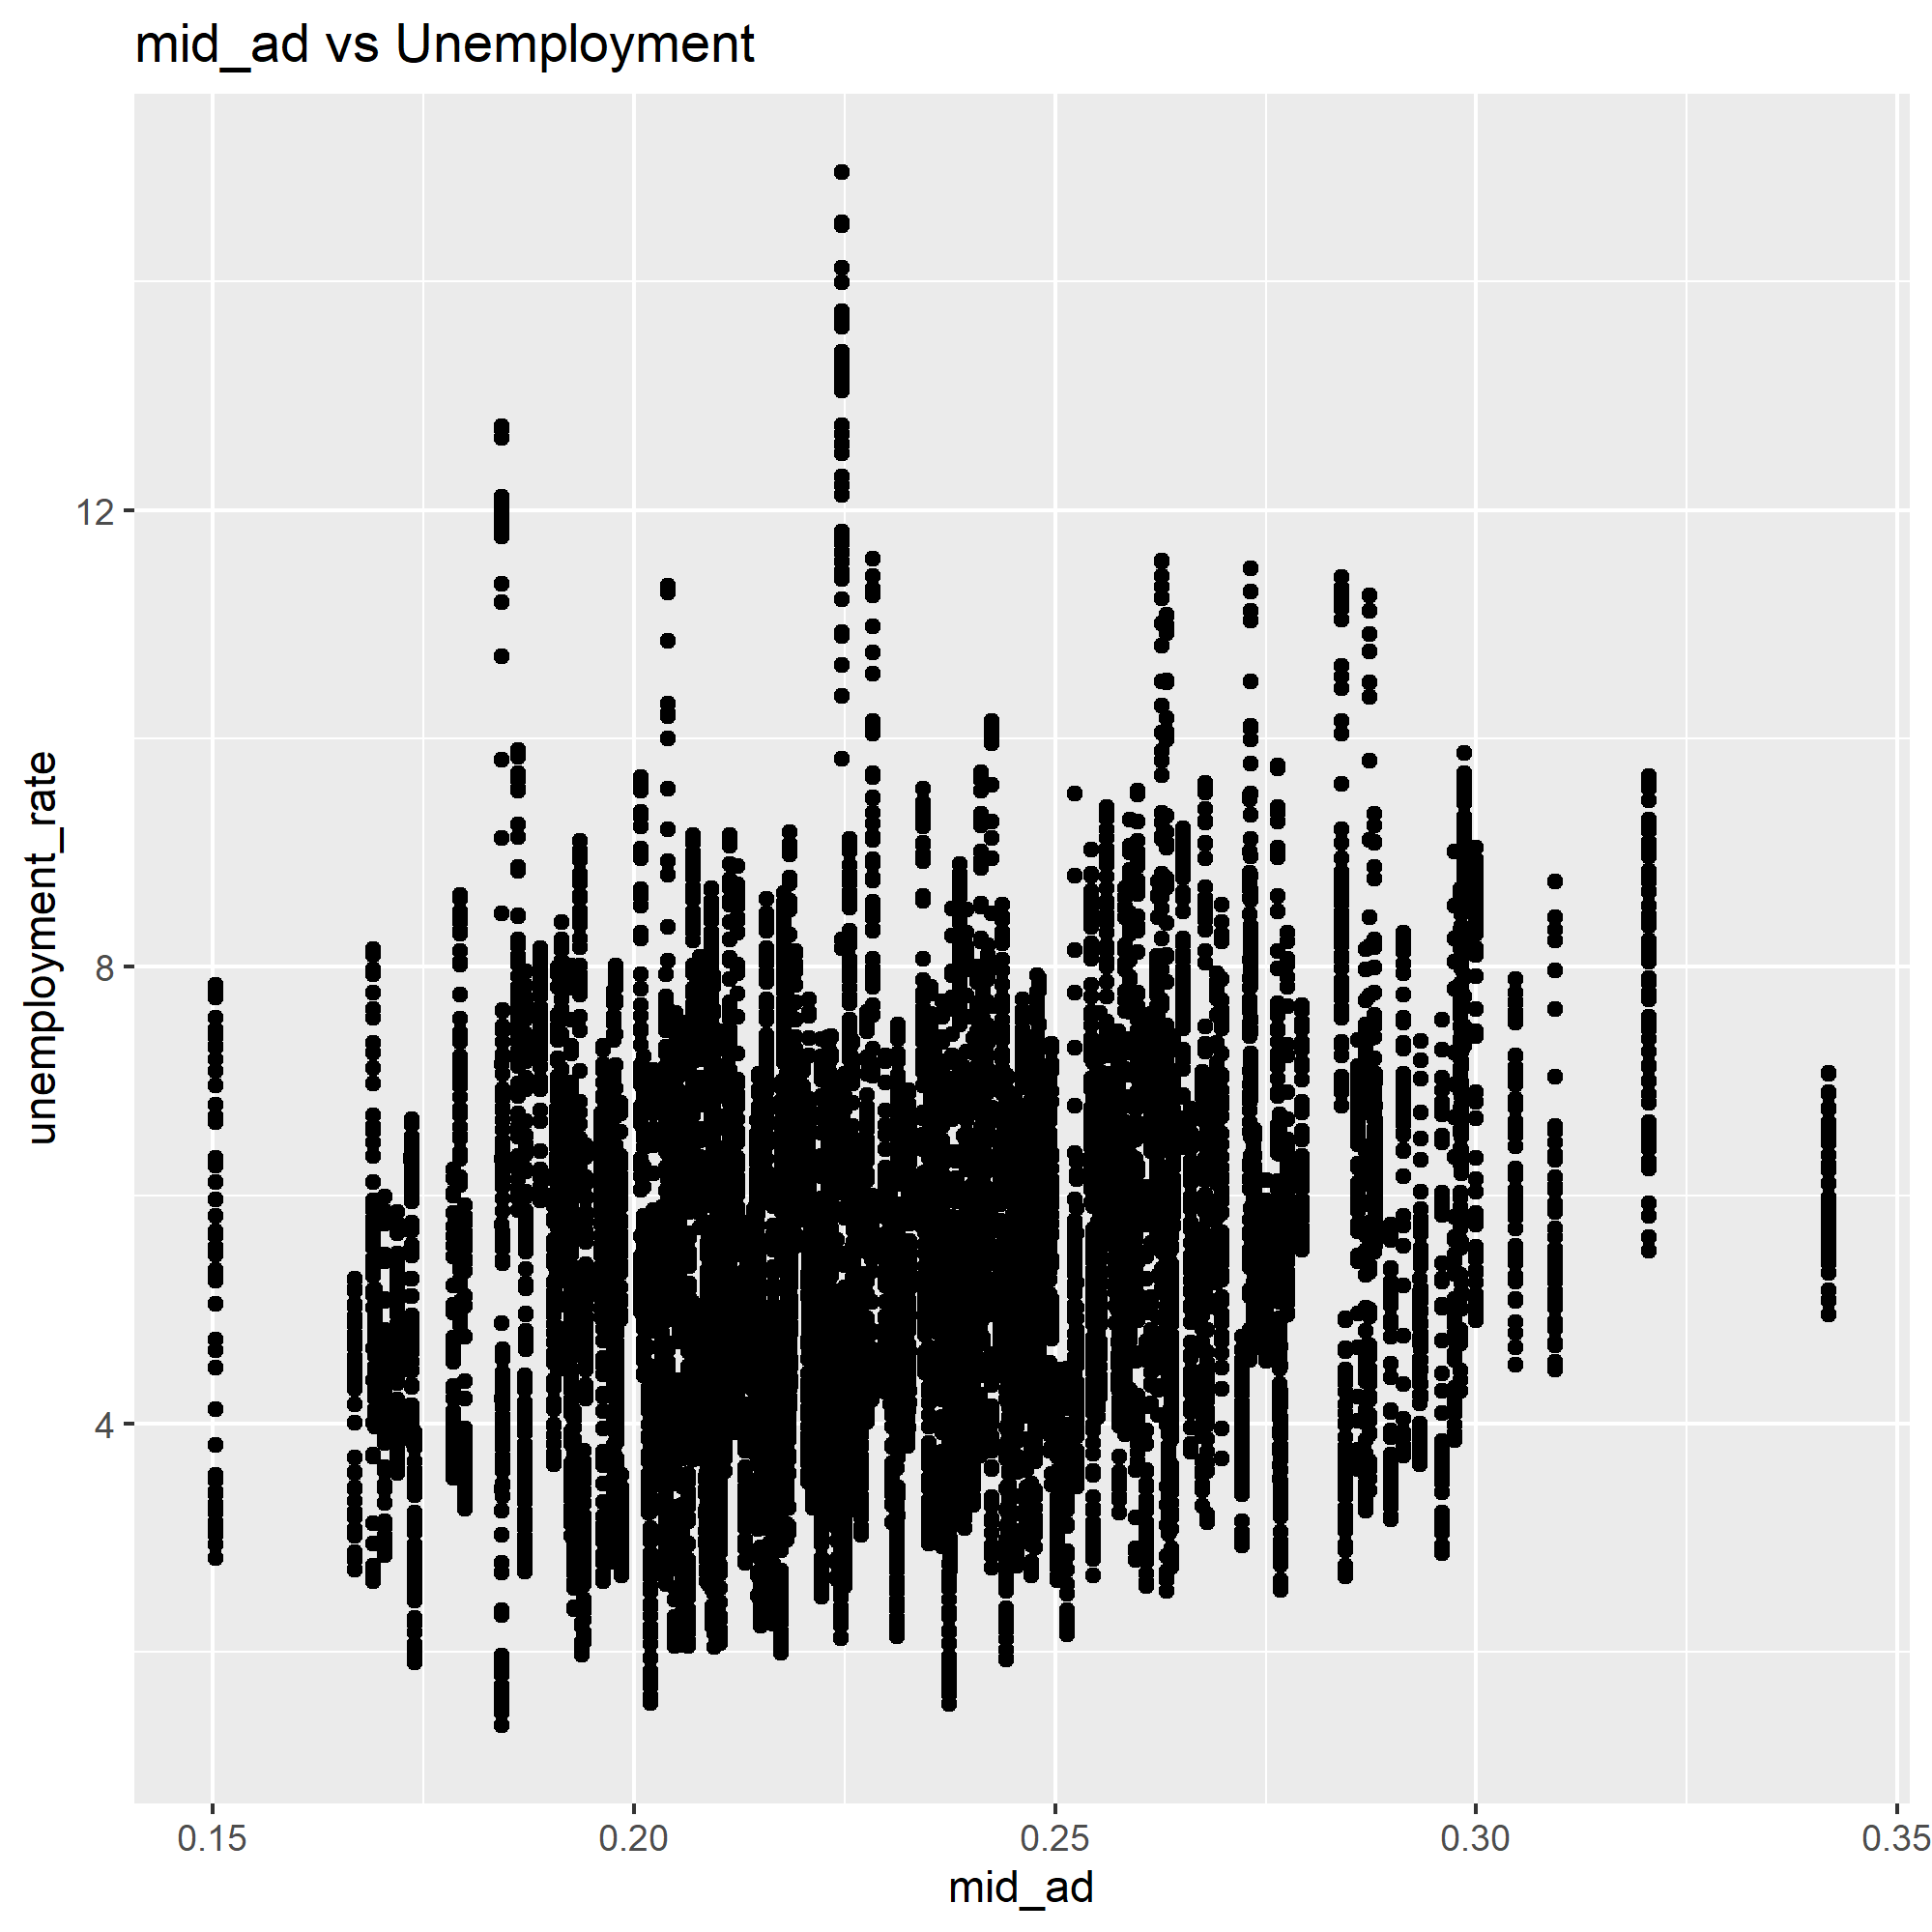 mid_ad vs Unemployment
unemployment_rate
12
8
4
0.15 0.20 0.25 0.30 0.35
mid_ad